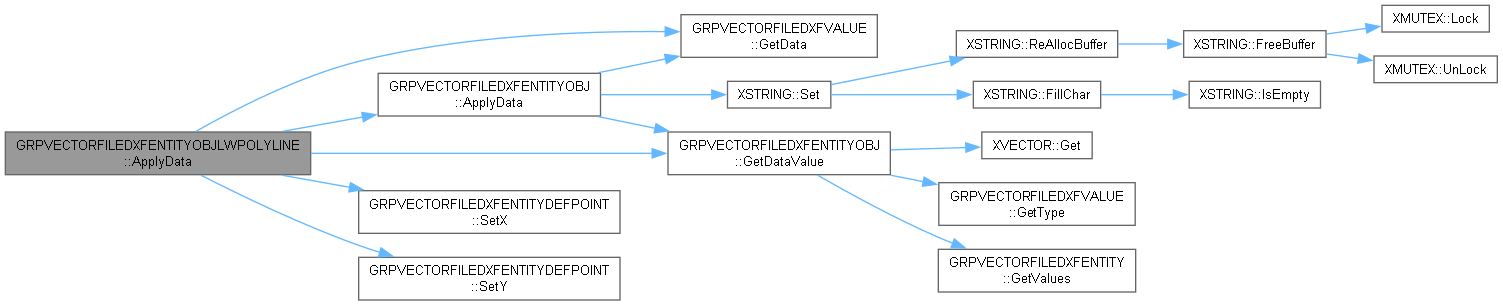 GRPVECTORFILEDXFENTITYOBJLWPOLYLINE
::ApplyData
GRPVECTORFILEDXFVALUE
::GetData
GRPVECTORFILEDXFENTITYOBJ
::ApplyData
XSTRING::Set
XSTRING::ReAllocBuffer
XSTRING::FreeBuffer
XMUTEX::Lock
XMUTEX::UnLock
XSTRING::FillChar
XSTRING::IsEmpty
GRPVECTORFILEDXFENTITYOBJ
::GetDataValue
XVECTOR::Get
GRPVECTORFILEDXFVALUE
::GetType
GRPVECTORFILEDXFENTITY
::GetValues
GRPVECTORFILEDXFENTITYDEFPOINT
::SetX
GRPVECTORFILEDXFENTITYDEFPOINT
::SetY